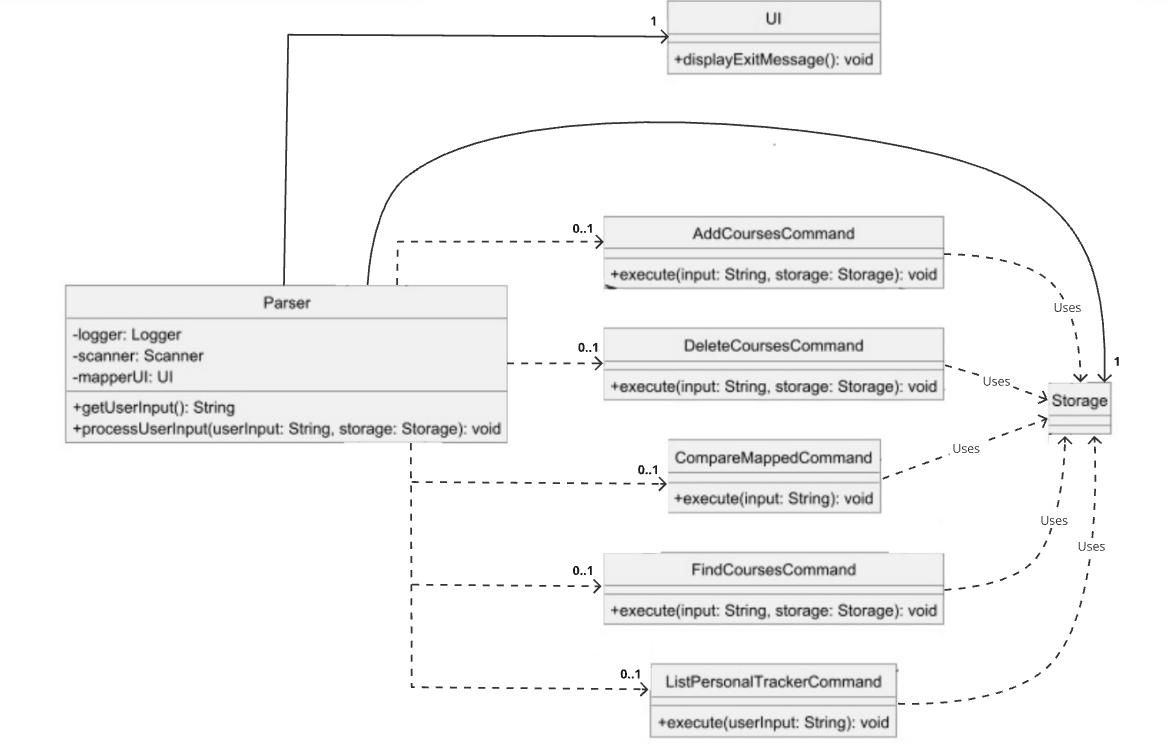 1
UI
+displayExitMessage(): void
0..1
AddCoursesCommand
+execute(input: String, storage: Storage): void
Uses
Parser
-logger: Logger
-scanner: Scanner
-mapperUI: UI
+getUserInput(): String
+processUserInput(userInput: String, storage: Storage): void
0..1
DeleteCoursesCommand
+execute(input: String, storage: Storage): void
Uses
1
Storage
0..1
CompareMappedCommand
+execute(input: String): void
Uses
0..1
FindCoursesCommand
+execute(input: String, storage: Storage): void
Uses
Uses
0..1
ListPersonalTrackerCommand
+execute(userInput: String): void